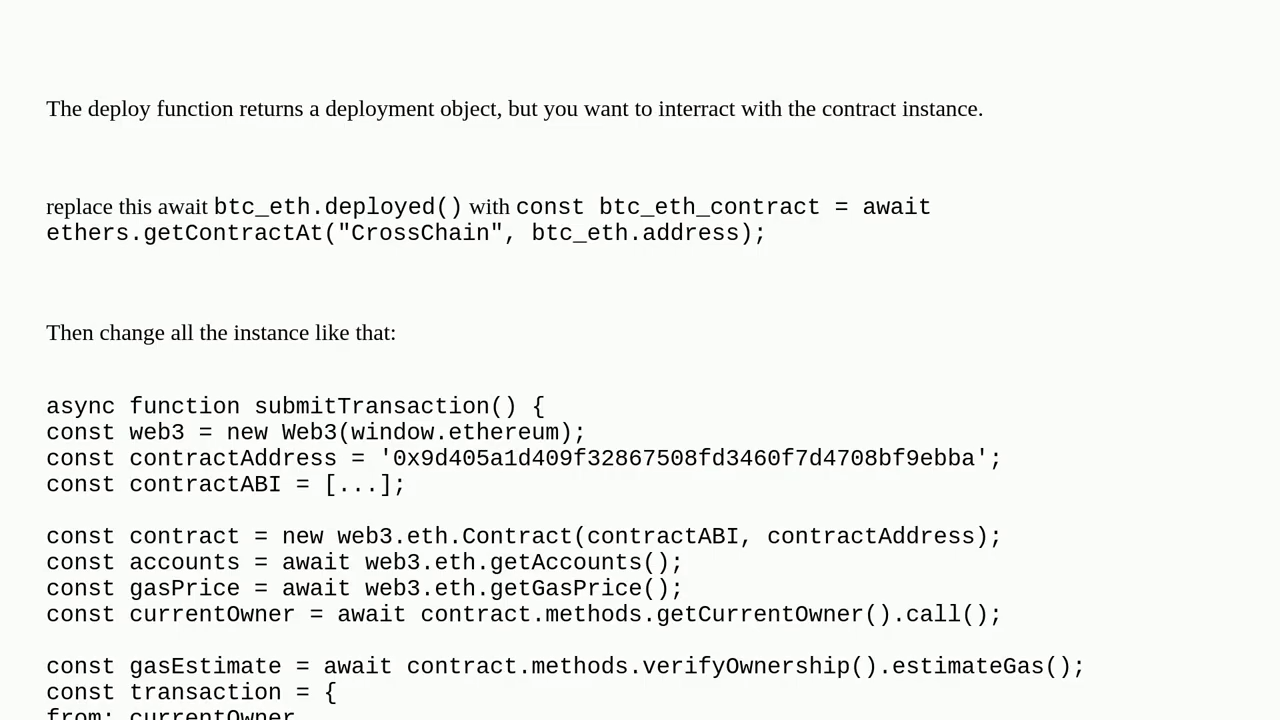 The deploy function returns a deployment object, but you want to interract with the contract instance.
replace this await btc_eth.deployed() with const btc_eth_contract = await
ethers.getContractAt("CrossChain", btc_eth.address);
Then change all the instance like that:
async function submitTransaction() {
const web3 = new Web3(window.ethereum);
const contractAddress = '0x9d405a1d409f32867508fd3460f7d4708bf9ebba';
const contractABI = [...];
const contract = new web3.eth.Contract(contractABI, contractAddress);
const accounts = await web3.eth.getAccounts();
const gasPrice = await web3.eth.getGasPrice();
const currentOwner = await contract.methods.getCurrentOwner().call();
const gasEstimate = await contract.methods.verifyOwnership().estimateGas();
const transaction = {
from: currentOwner